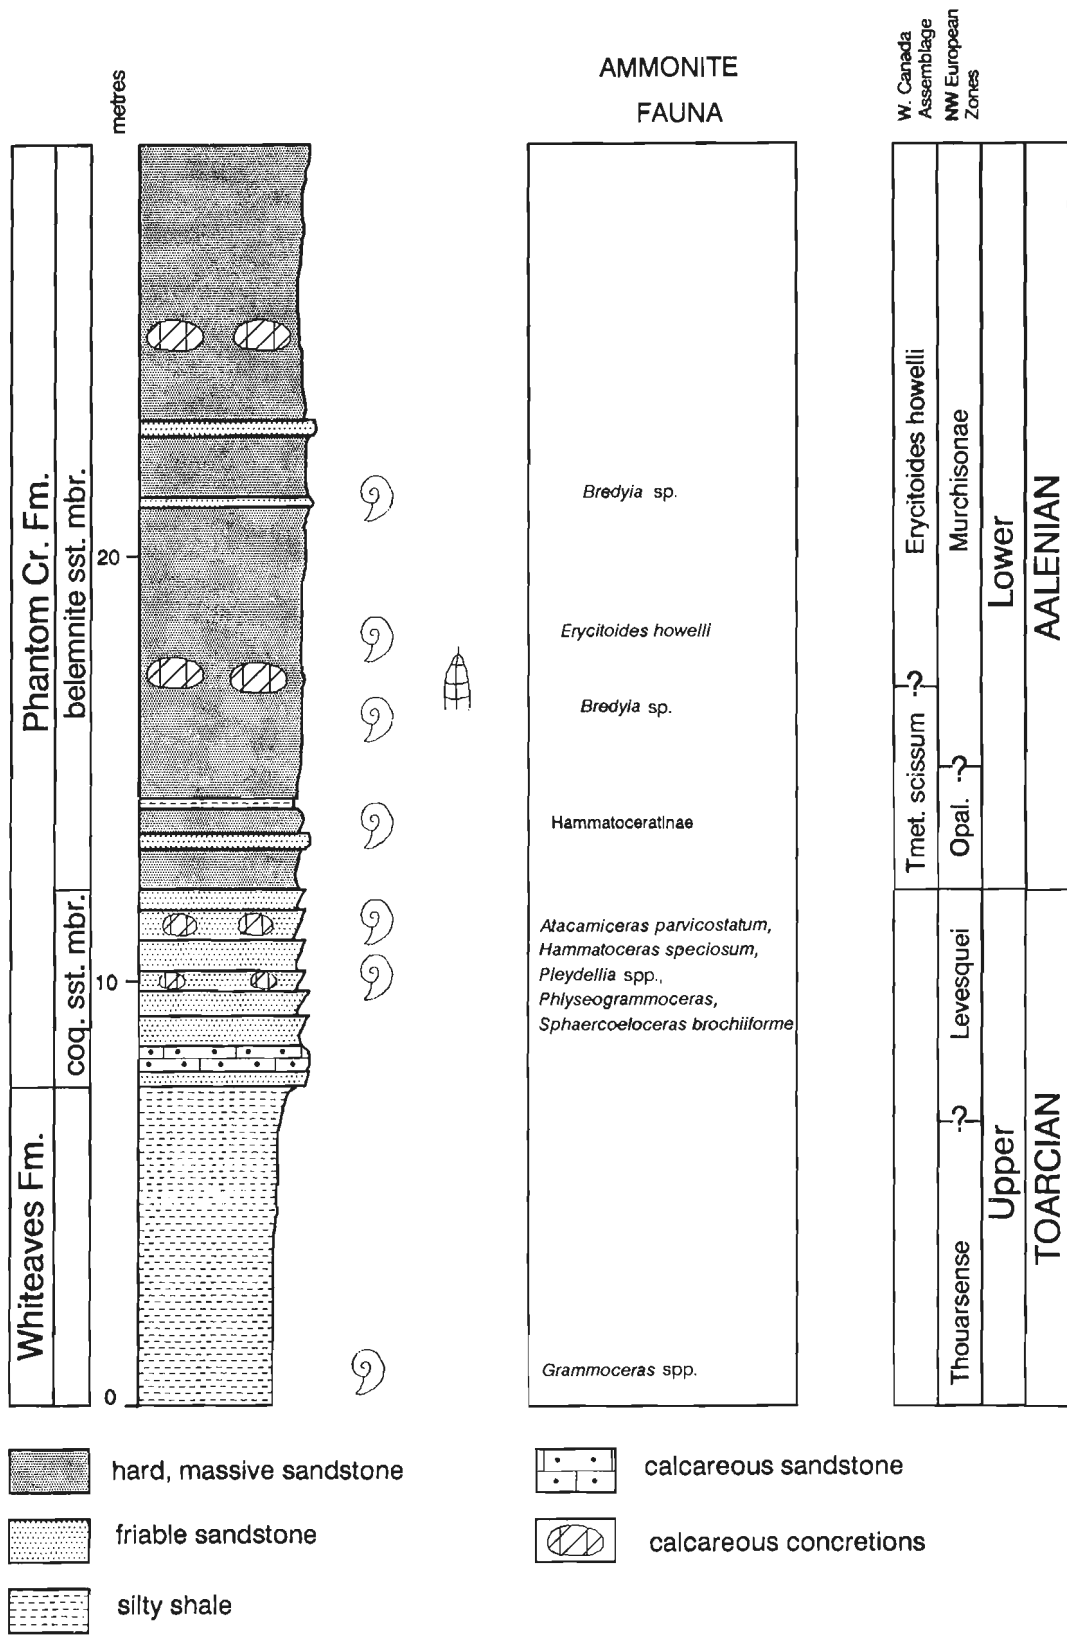 metres
AMMONITE
FAUNA
W. Canada
Assemblage
NW European
Zones
Phantom Cr. Fm.
belemnite sst. mbr.
coq. sst. mbr.
Whiteaves Fm.
20
10
0
Bredyia sp.
Erycitoides howelli
Bredyia sp.
Hammatoceratinae
Atacamiceras parvicostatum,
Hammatoceras speciosum,
Pleydellia spp.,
Phlyseogrammoceras,
Sphaercoeloceras brochiiforme
Grammoceras spp.
Erycitoides howelli
-?
Tmet. scissum
Murchisonae
-?
Opal.
Levesquei
-?
Thouarsense
Lower
Upper
AALENIAN
TOARCIAN
hard, massive sandstone
friable sandstone
silty shale
calcareous sandstone
calcareous concretions